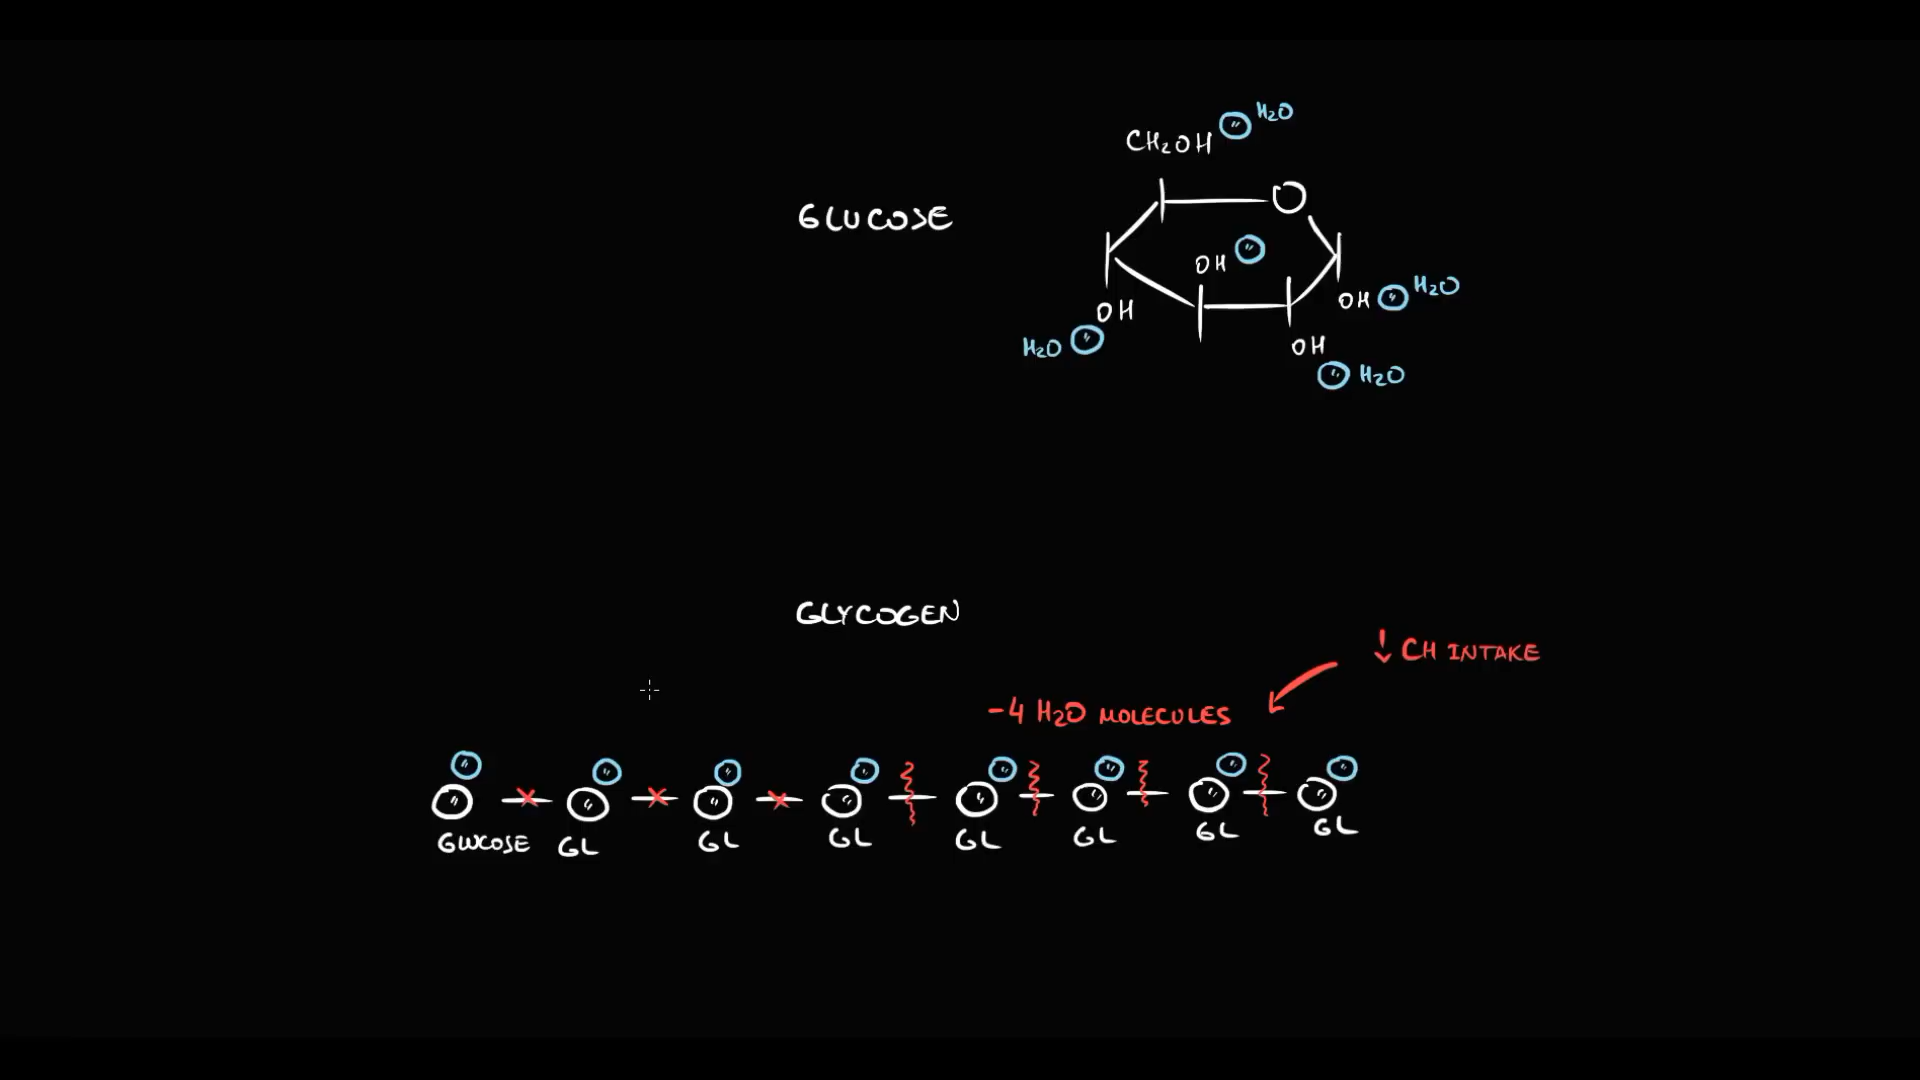 H₂O
CH₂OH
GLUCOSE
O
OH
OH
H₂O
OH
OH
H₂O
H₂O
GLYCOGEN
↓ CH INTAKE
-4 H₂O MOLECULES
GLUCOSE GL GL GL GL GL GL GL